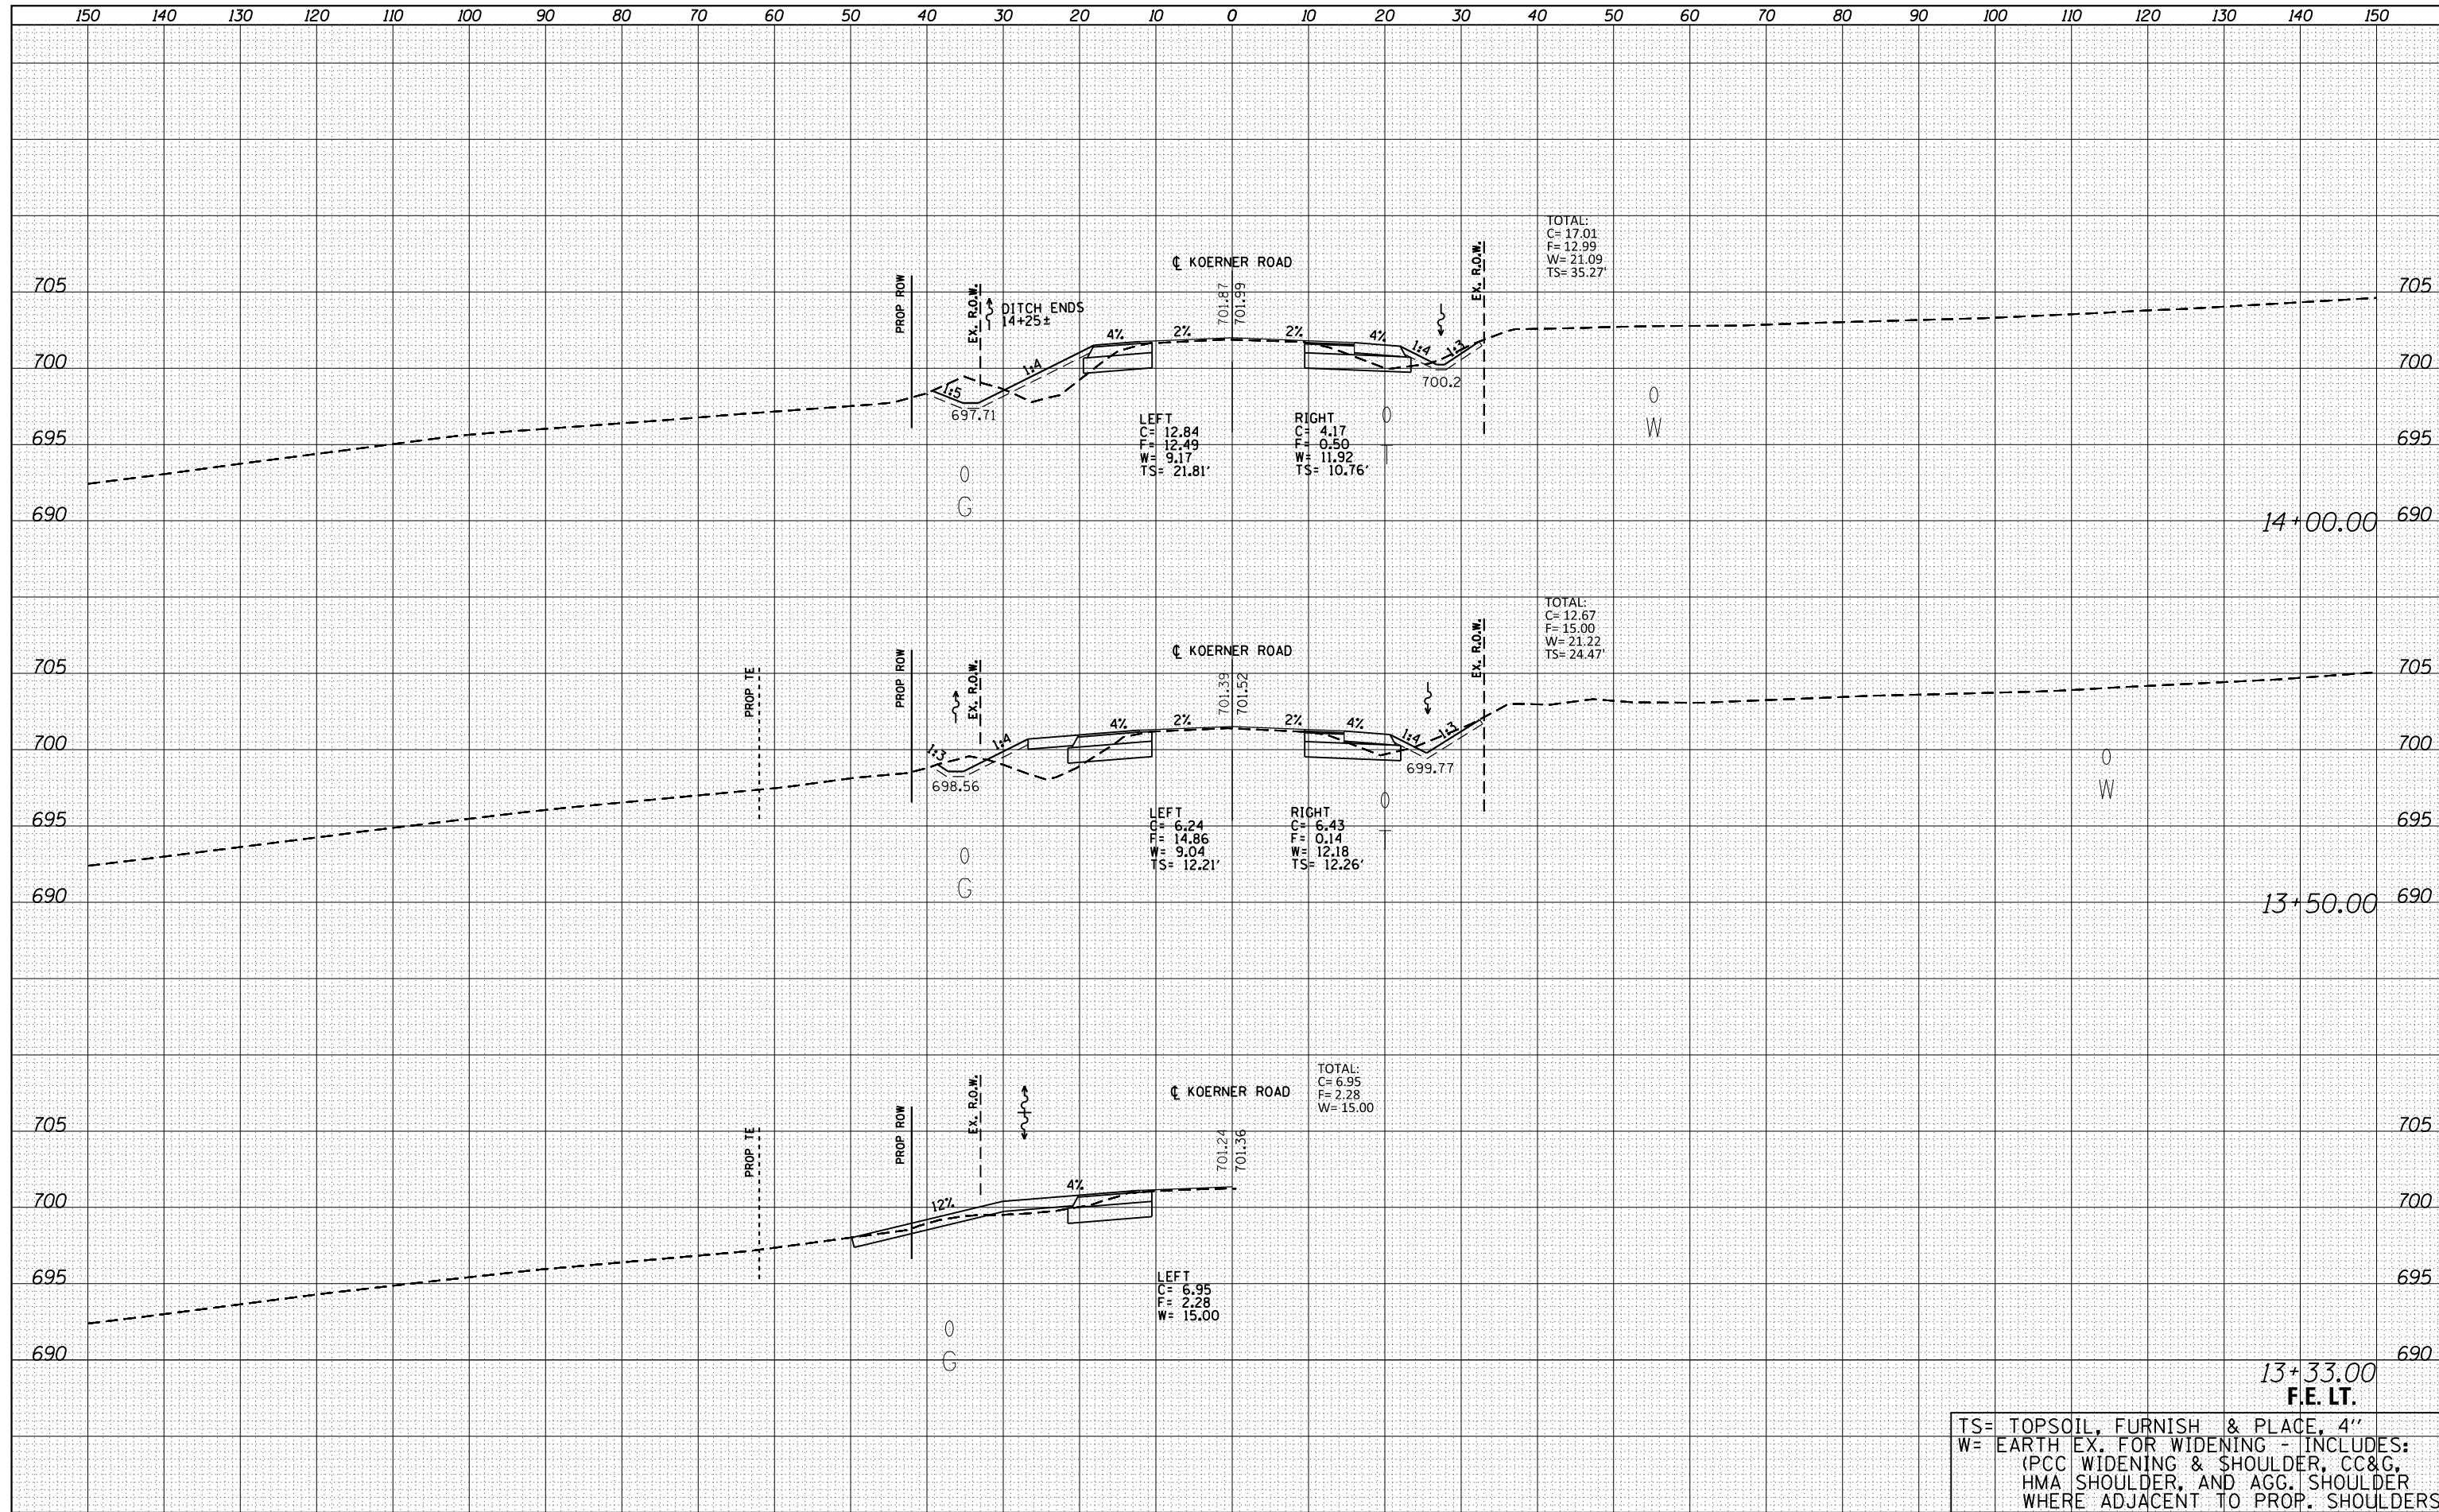 150 140 130 120 110 100 90 80 70 60 50 40 30 20 10 0 10 20 30 40 50 60 70 80 90 100 110 120 130 140 150
TOTAL:
C= 17.01
F= 12.99
W= 21.09
TS= 35.27'
℄ KOERNER ROAD
PROP ROW
EX. R.O.W.
DITCH ENDS
14+25±
701.87
701.99
EX. R.O.W.
705
705
4%
2%
2%
4%
1:4
1:3
1:4
1:5
700
700
697.71
700.2
LEFT
C= 12.84
F= 12.49
W= 9.17
TS= 21.81'
RIGHT
C= 4.17
F= 0.50
W= 11.92
TS= 10.76'
O
T
O
W
695
695
O
G
690
14+00.00
690
TOTAL:
C= 12.67
F= 15.00
W= 21.22
TS= 24.47'
℄ KOERNER ROAD
PROP TE
PROP ROW
EX. R.O.W.
701.39
701.52
EX. R.O.W.
705
705
4%
2%
2%
4%
1:3
1:4
1:4
1:3
700
700
698.56
699.77
O
W
LEFT
C= 6.24
F= 14.86
W= 9.04
TS= 12.21'
RIGHT
C= 6.43
F= 0.14
W= 12.18
TS= 12.26'
O
T
695
695
O
G
690
13+50.00
690
TOTAL:
C= 6.95
F= 2.28
W= 15.00
℄ KOERNER ROAD
PROP TE
PROP ROW
EX. R.O.W.
701.24
701.36
705
705
12%
4%
700
700
695
695
LEFT
C= 6.95
F= 2.28
W= 15.00
O
G
690
690
13+33.00
F.E. LT.
TS= TOPSOIL, FURNISH & PLACE, 4''
W= EARTH EX. FOR WIDENING - INCLUDES:
(PCC WIDENING & SHOULDER, CC&G,
HMA SHOULDER, AND AGG. SHOULDER
WHERE ADJACENT TO PROP. SHOULDERS